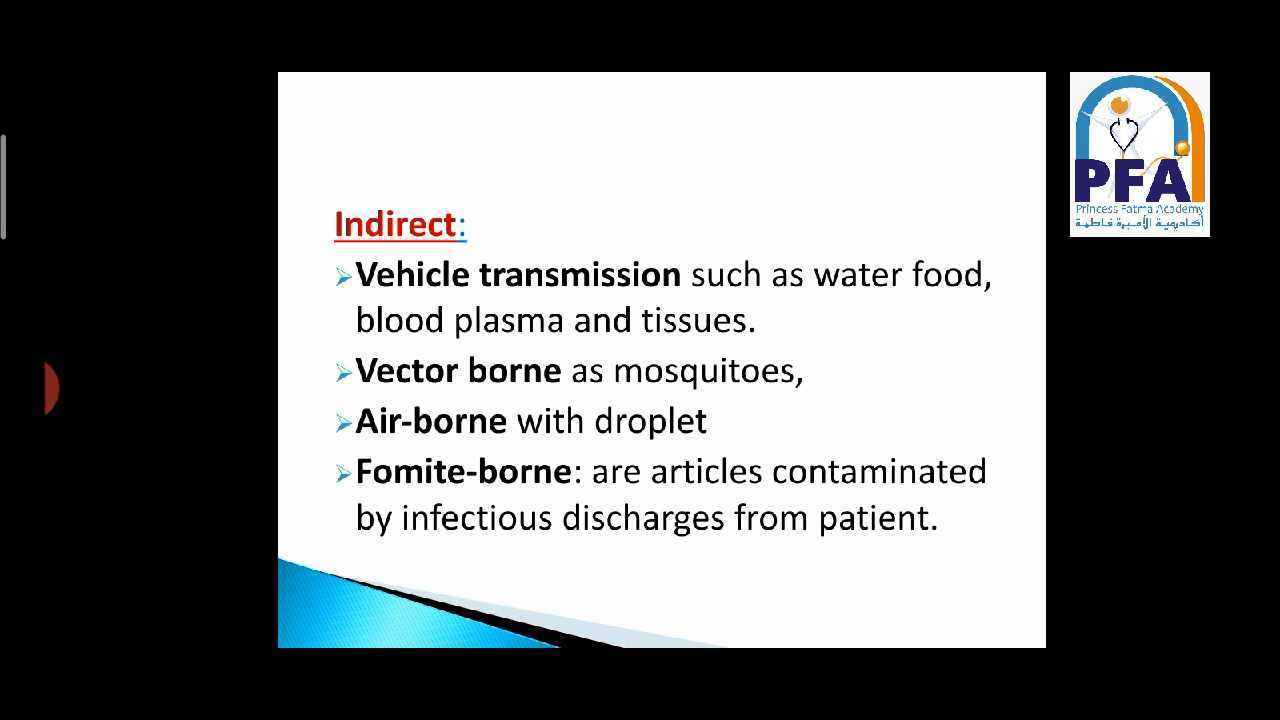 Indirect:
Vehicle transmission such as water food,
blood plasma and tissues.
Vector borne as mosquitoes,
Air-borne with droplet
Fomite-borne: are articles contaminated
by infectious discharges from patient.
PFA
Princess Fatma Academy
أكاديمية الأميرة فاطمة